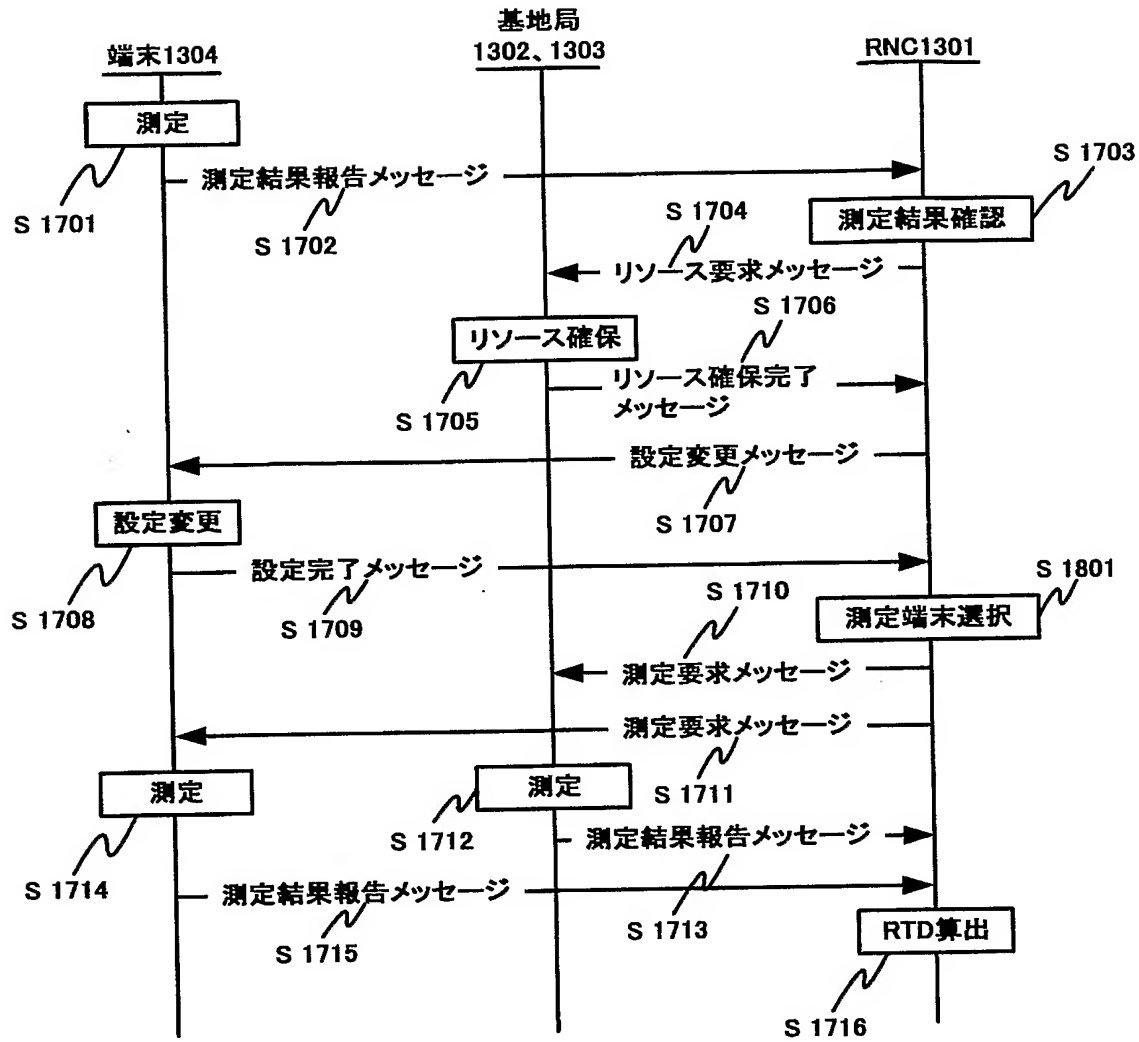 端末1304
基地局
1302、1303
RNC1301
測定
S 1701
測定結果報告メッセージ
S 1702
S 1703
測定結果確認
S 1704
リソース要求メッセージ
リソース確保
S 1705
S 1706
リソース確保完了
メッセージ
設定変更メッセージ
S 1707
設定変更
S 1708
設定完了メッセージ
S 1709
S 1801
測定端末選択
S 1710
測定要求メッセージ
測定要求メッセージ
S 1711
測定
S 1714
測定
S 1712
測定結果報告メッセージ
S 1713
測定結果報告メッセージ
S 1715
RTD算出
S 1716